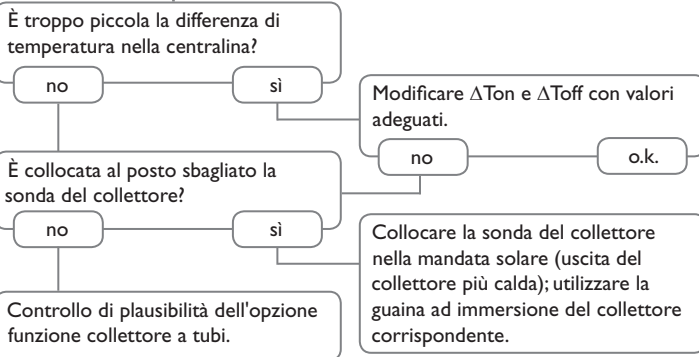 È troppo piccola la differenza di
temperatura nella centralina?
no
sì
Modificare ΔTon e ΔToff con valori
adeguati.
no
o.k.
È collocata al posto sbagliato la
sonda del collettore?
no
sì
Collocare la sonda del collettore
nella mandata solare (uscita del
collettore più calda); utilizzare la
guaina ad immersione del collettore
corrispondente.
Controllo di plausibilità dell'opzione
funzione collettore a tubi.